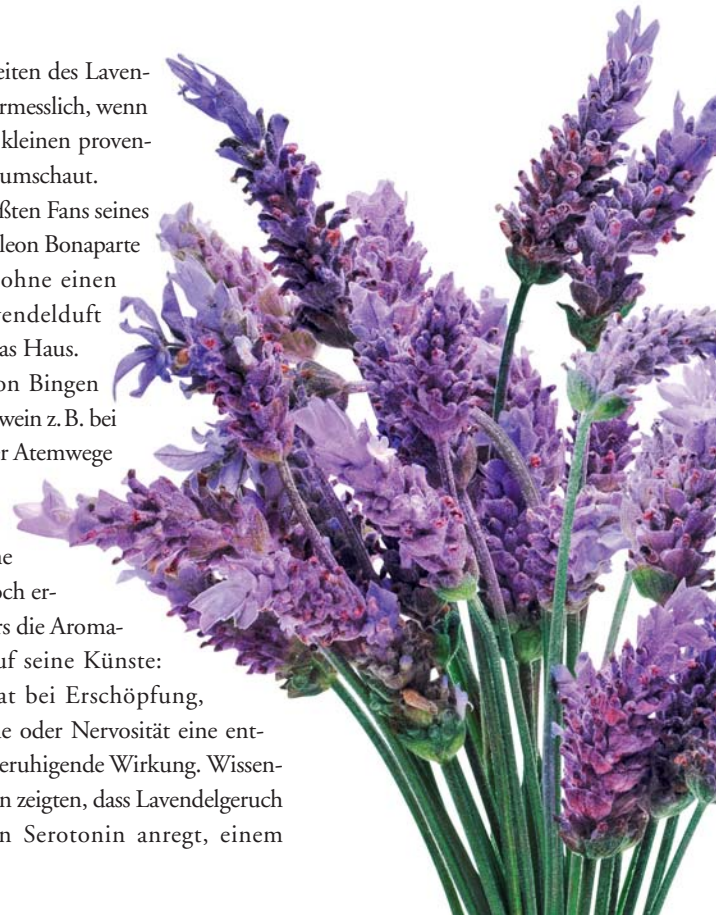 eiten des Laven-
rmesslich, wenn
kleinen proven-
umschaut.
ßten Fans seines
leon Bonaparte
ohne einen
endelduft
as Haus.
on Bingen
wein z. B. bei
r Atemwege
ne
och er-
rs die Aroma-
uf seine Künste:
at bei Erschöpfung,
e oder Nervosität eine ent-
eruhigende Wirkung. Wissen-
n zeigten, dass Lavendelgeruch
n Serotonin anregt, einem